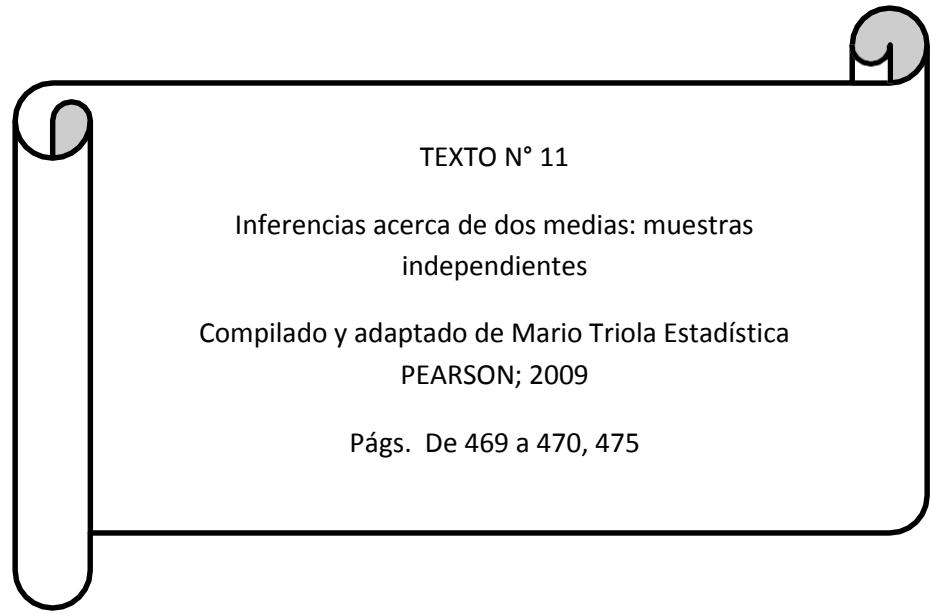 TEXTO N° 11
Inferencias acerca de dos medias: muestras
independientes
Compilado y adaptado de Mario Triola Estadística
PEARSON; 2009
Págs.  De 469 a 470, 475